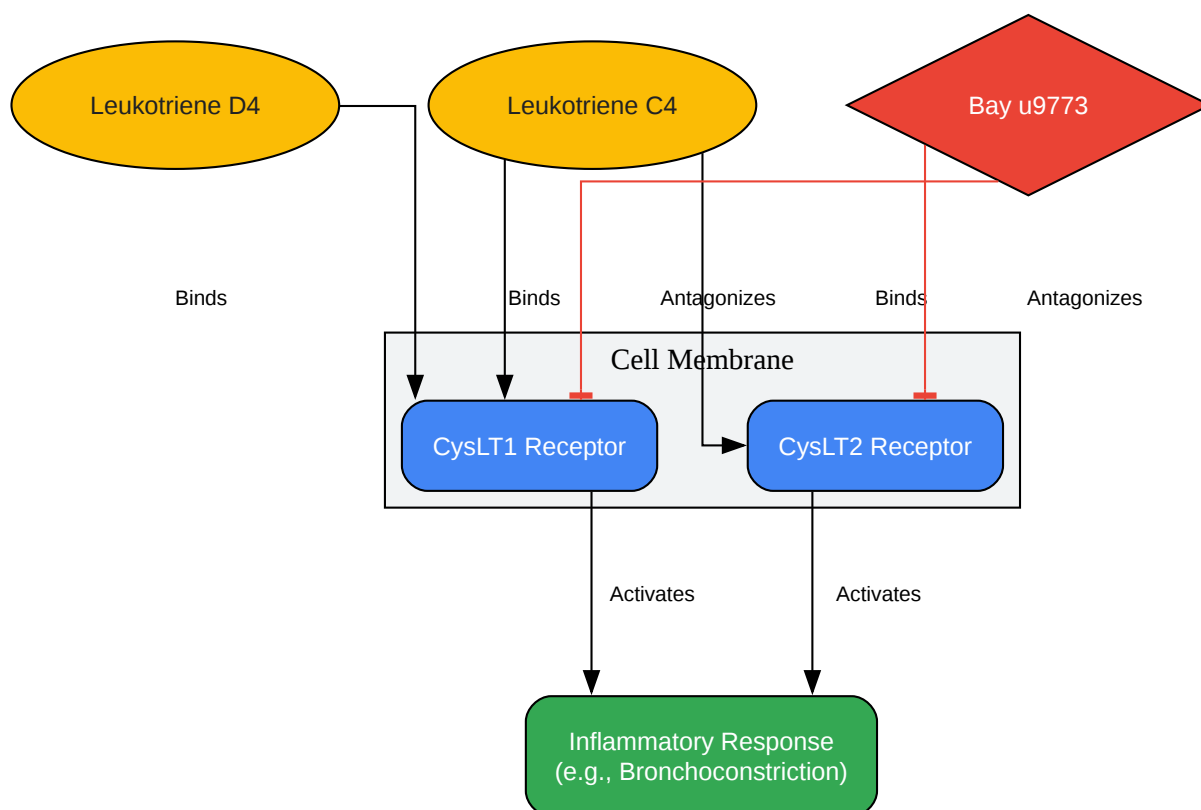 Leukotriene D4
Leukotriene C4
Bay u9773
Binds
Binds
Antagonizes
Binds
Antagonizes
Cell Membrane
CysLT1 Receptor
CysLT2 Receptor
Activates
Activates
Inflammatory Response
(e.g., Bronchoconstriction)